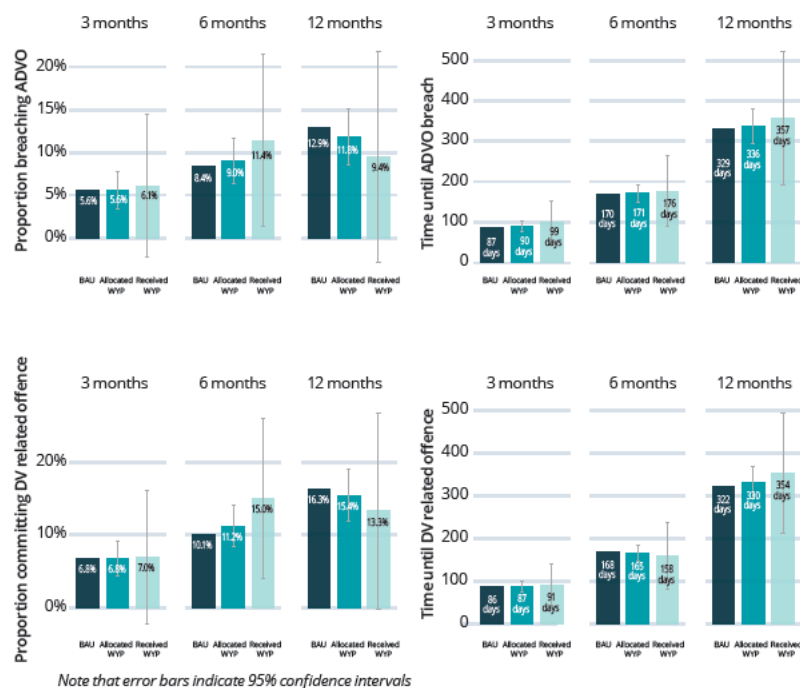 3 months 6 months 12 months
Proportion breaching ADVO
20%
15%
10%
5%
0%
5.6% 5.6% 6.1%
8.4% 9.0% 11.4%
12.9% 11.8% 9.4%
BAU Allocated WYP Received WYP
BAU Allocated WYP Received WYP
BAU Allocated WYP Received WYP
3 months 6 months 12 months
Time until ADVO breach
500
400
300
200
100
0
87 days 90 days 99 days
170 days 171 days 176 days
329 days 336 days 357 days
BAU Allocated WYP Received WYP
BAU Allocated WYP Received WYP
BAU Allocated WYP Received WYP
3 months 6 months 12 months
Proportion committing DV related offence
20%
10%
0%
6.8% 6.8% 7.0%
10.1% 11.2% 15.0%
16.3% 15.4% 13.3%
BAU Allocated WYP Received WYP
BAU Allocated WYP Received WYP
BAU Allocated WYP Received WYP
3 months 6 months 12 months
Time until DV related offence
500
400
300
200
100
0
86 days 87 days 91 days
168 days 165 days 158 days
322 days 330 days 354 days
BAU Allocated WYP Received WYP
BAU Allocated WYP Received WYP
BAU Allocated WYP Received WYP
Note that error bars indicate 95% confidence intervals